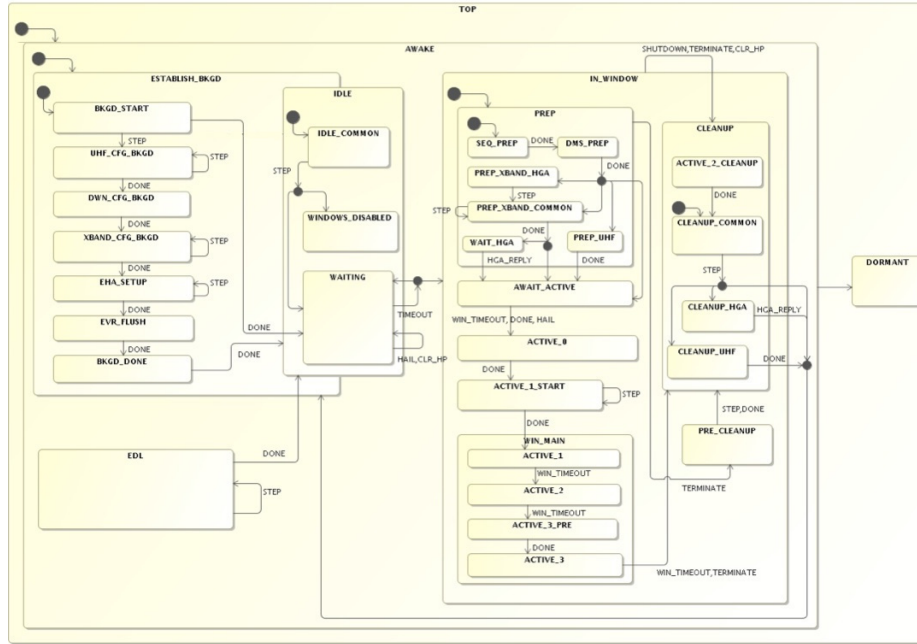 TOP
AWAKE
ESTABLISH_BKGD
BKGD_START
STEP
UHF_CFG_BKGD
STEP
DONE
DWN_CFG_BKGD
DONE
XBAND_CFG_BKGD
STEP
DONE
EHA_SETUP
STEP
DONE
EVR_FLUSH
DONE
BKGD_DONE
DONE
DONE
IDLE
IDLE_COMMON
STEP
WINDOWS_DISABLED
WAITING
TIMEOUT
HAIL,CLR_HP
EDL
DONE
STEP
IN_WINDOW
SHUTDOWN,TERMINATE,CLR_HP
PREP
SEQ_PREP
DONE
DMS_PREP
DONE
PREP_XBAND_HGA
STEP
STEP
PREP_XBAND_COMMON
DONE
WAIT_HGA
PREP_UHF
HGA_REPLY
DONE
AWAIT_ACTIVE
WIN_TIMEOUT, DONE, HAIL
ACTIVE_0
DONE
ACTIVE_1_START
STEP
DONE
WIN_MAIN
ACTIVE_1
WIN_TIMEOUT
ACTIVE_2
WIN_TIMEOUT
ACTIVE_3_PRE
DONE
ACTIVE_3
WIN_TIMEOUT,TERMINATE
CLEANUP
ACTIVE_2_CLEANUP
DONE
CLEANUP_COMMON
STEP
CLEANUP_HGA
HGA_REPLY
CLEANUP_UHF
DONE
STEP,DONE
PRE_CLEANUP
TERMINATE
DORMANT